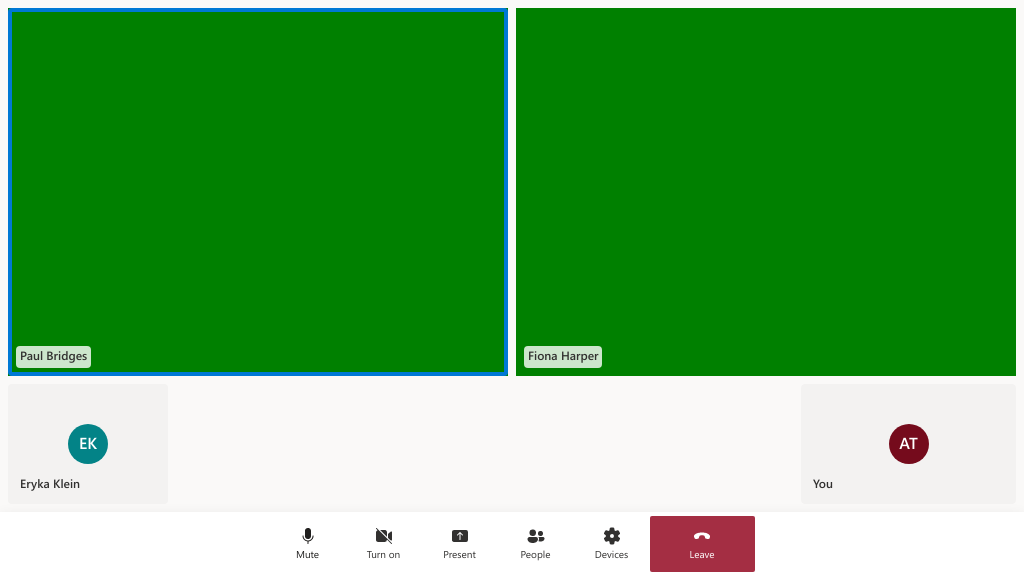 Paul Bridges
Fiona Harper
EK
Eryka Klein
AT
You
Mute
Turn on
Present
People
Devices
Leave